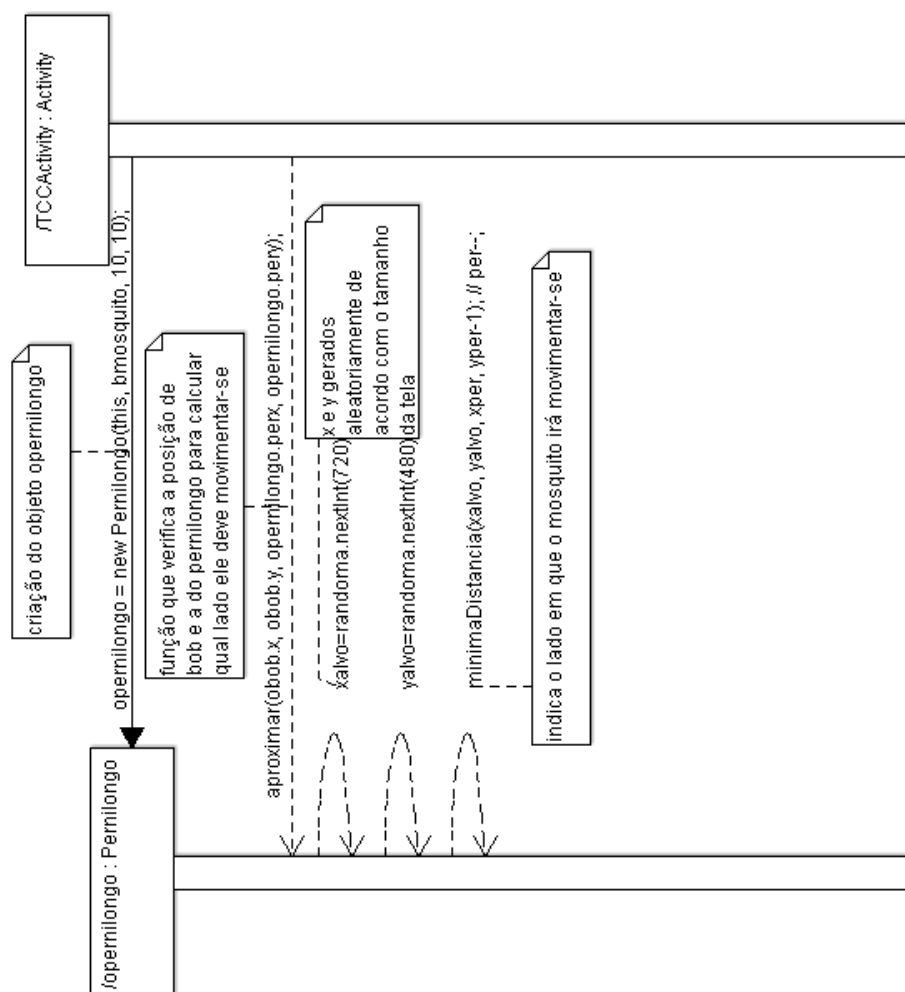 /TCCActivity : Activity
criação do objeto opernilongo
opernilongo = new Pernilongo(this, bmosquito, 10, 10);
/opernilongo : Pernilongo
função que verifica a posição de
bob e a do pernilongo para calcular
qual lado ele deve movimentar-se
aproximar(obob.x, obob.y, opernilongo.perx, opernilongo.pery);
x e y gerados
aleatoriamente de
acordo com o tamanho
da tela
xalvo=randoma.nextInt(720)
yalvo=randoma.nextInt(480)
minimaDistancia(xalvo, yalvo, xper, yper-1); // per--;
indica o lado em que o mosquito irá movimentar-se